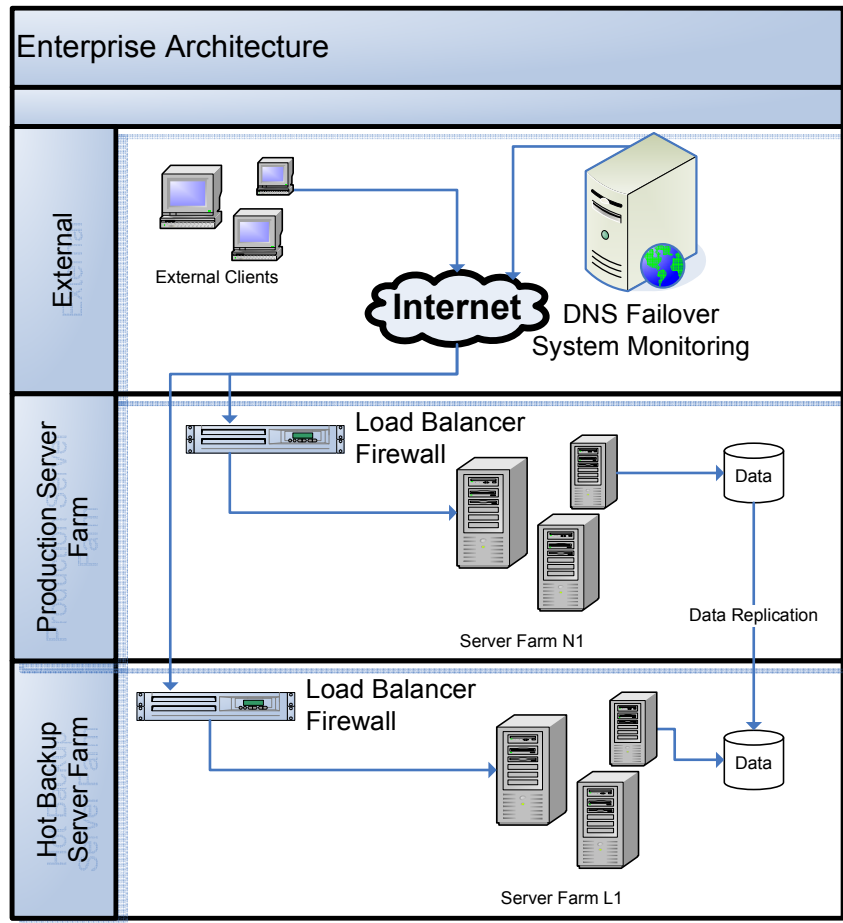 Enterprise Architecture
External
External Clients
Internet
DNS Failover
System Monitoring
Production Server
Farm
Load Balancer
Firewall
Data
Server Farm N1
Data Replication
Hot Backup
Server Farm
Load Balancer
Firewall
Data
Server Farm L1